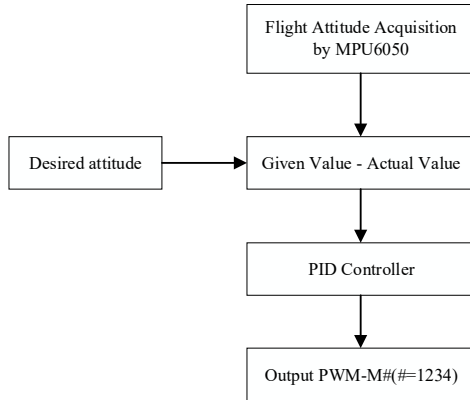 Flight Attitude Acquisition
by MPU6050
Desired attitude
Given Value - Actual Value
PID Controller
Output PWM-M#(#=1234)